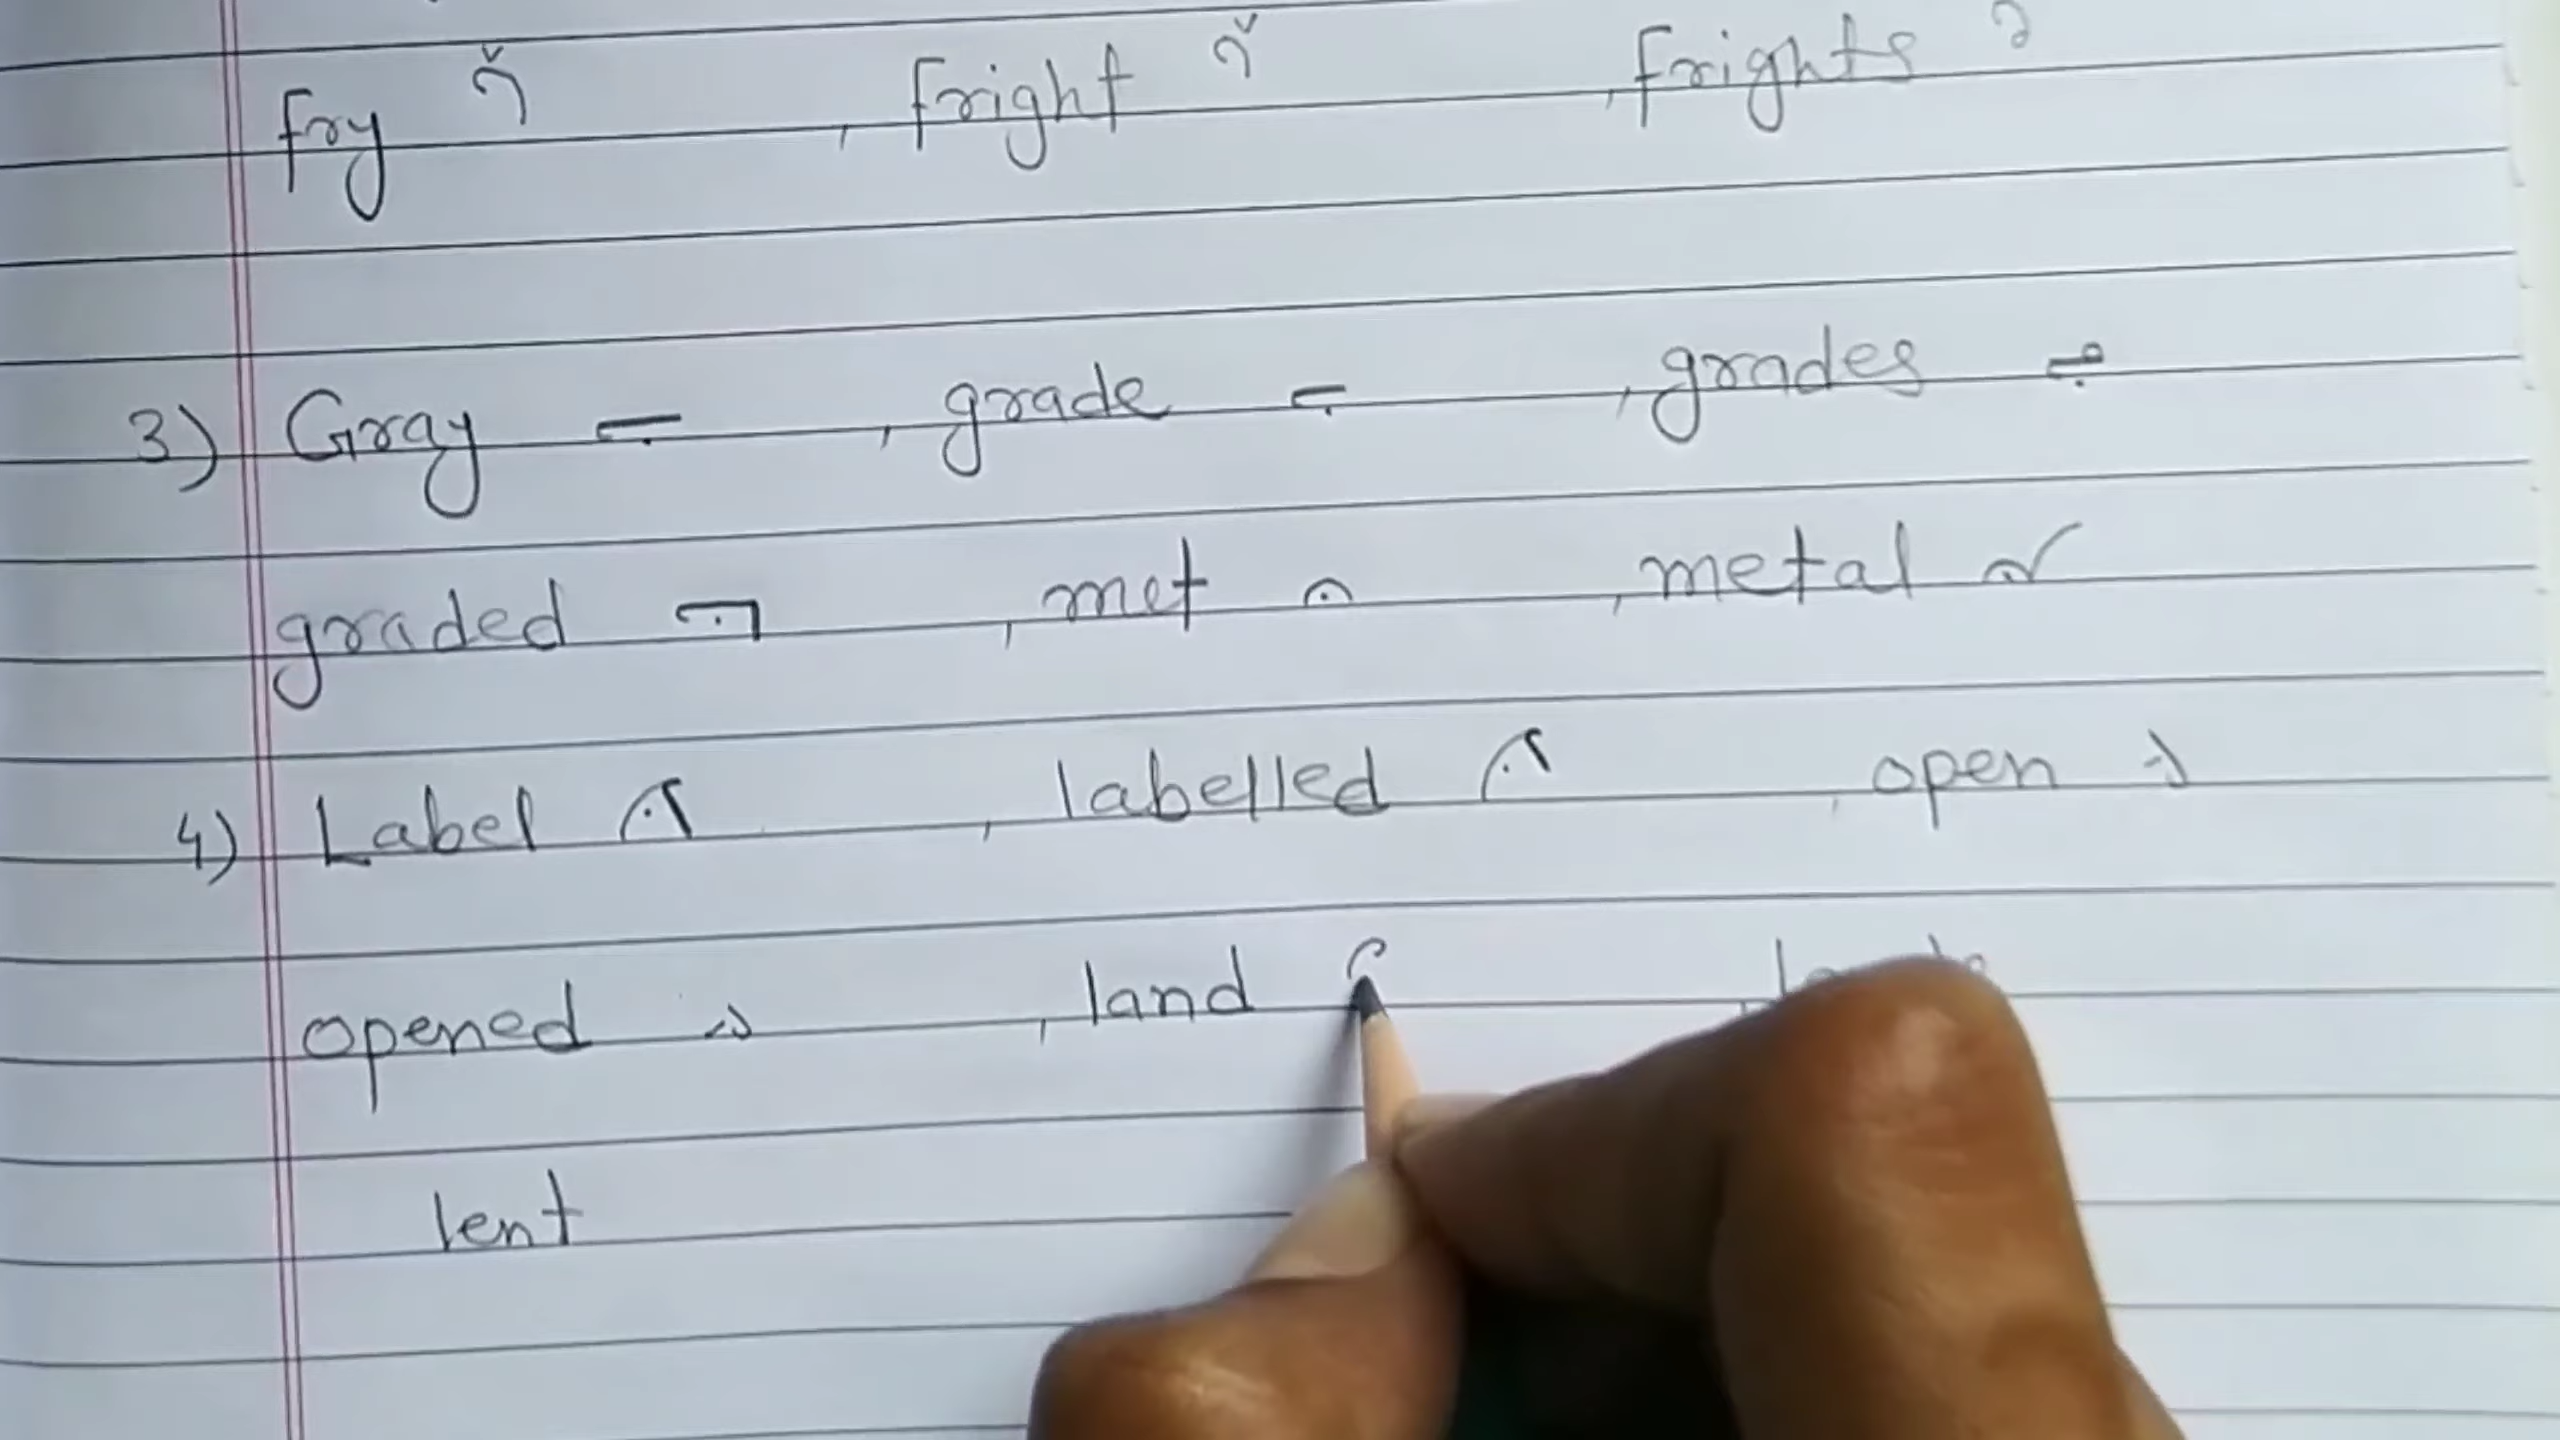 fry , fright , frights
3) Gray , grade , grades
graded , met , metal
4) Label , labelled , open
opened , land ,
lent